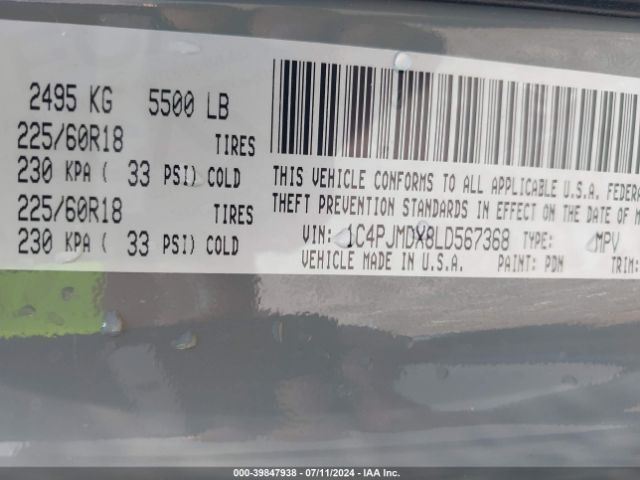 2495 KG 5500 LB
225/60R18 TIRES
230 KPA ( 33 PSI) COLD
225/60R18 TIRES
230 KPA ( 33 PSI) COLD
THIS VEHICLE CONFORMS TO ALL APPLICABLE U.S.A. FEDERA
THEFT PREVENTION STANDARDS IN EFFECT ON THE DATE OF M
VIN: 1C4PJMDX8LD567368 TYPE: MPV
VEHICLE MADE IN U.S.A. PAINT: PDN TRIM:
000-39847938 - 07/11/2024 - IAA Inc.